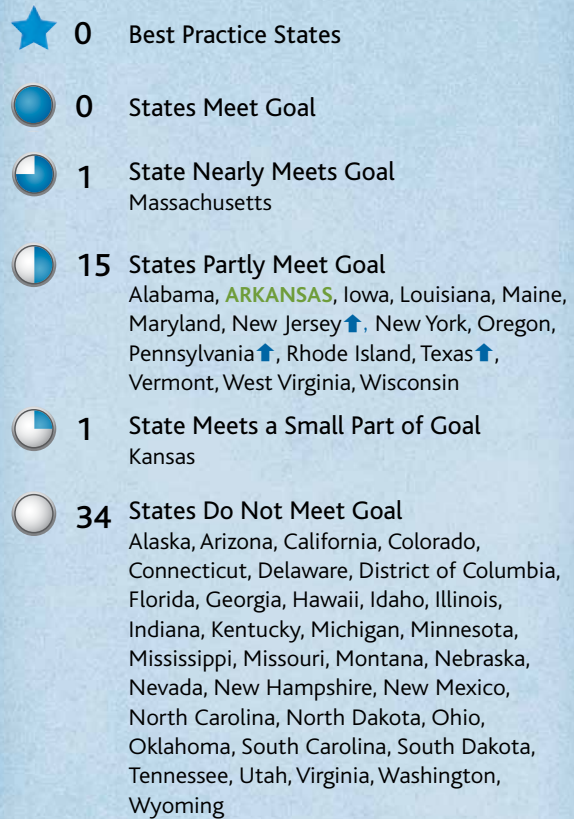 0 Best Practice States
0 States Meet Goal
1 State Nearly Meets Goal
Massachusetts
15 States Partly Meet Goal
Alabama, ARKANSAS, Iowa, Louisiana, Maine,
Maryland, New Jersey⬆, New York, Oregon,
Pennsylvania⬆, Rhode Island, Texas⬆,
Vermont, West Virginia, Wisconsin
1 State Meets a Small Part of Goal
Kansas
34 States Do Not Meet Goal
Alaska, Arizona, California, Colorado,
Connecticut, Delaware, District of Columbia,
Florida, Georgia, Hawaii, Idaho, Illinois,
Indiana, Kentucky, Michigan, Minnesota,
Mississippi, Missouri, Montana, Nebraska,
Nevada, New Hampshire, New Mexico,
North Carolina, North Dakota, Ohio,
Oklahoma, South Carolina, South Dakota,
Tennessee, Utah, Virginia, Washington,
Wyoming